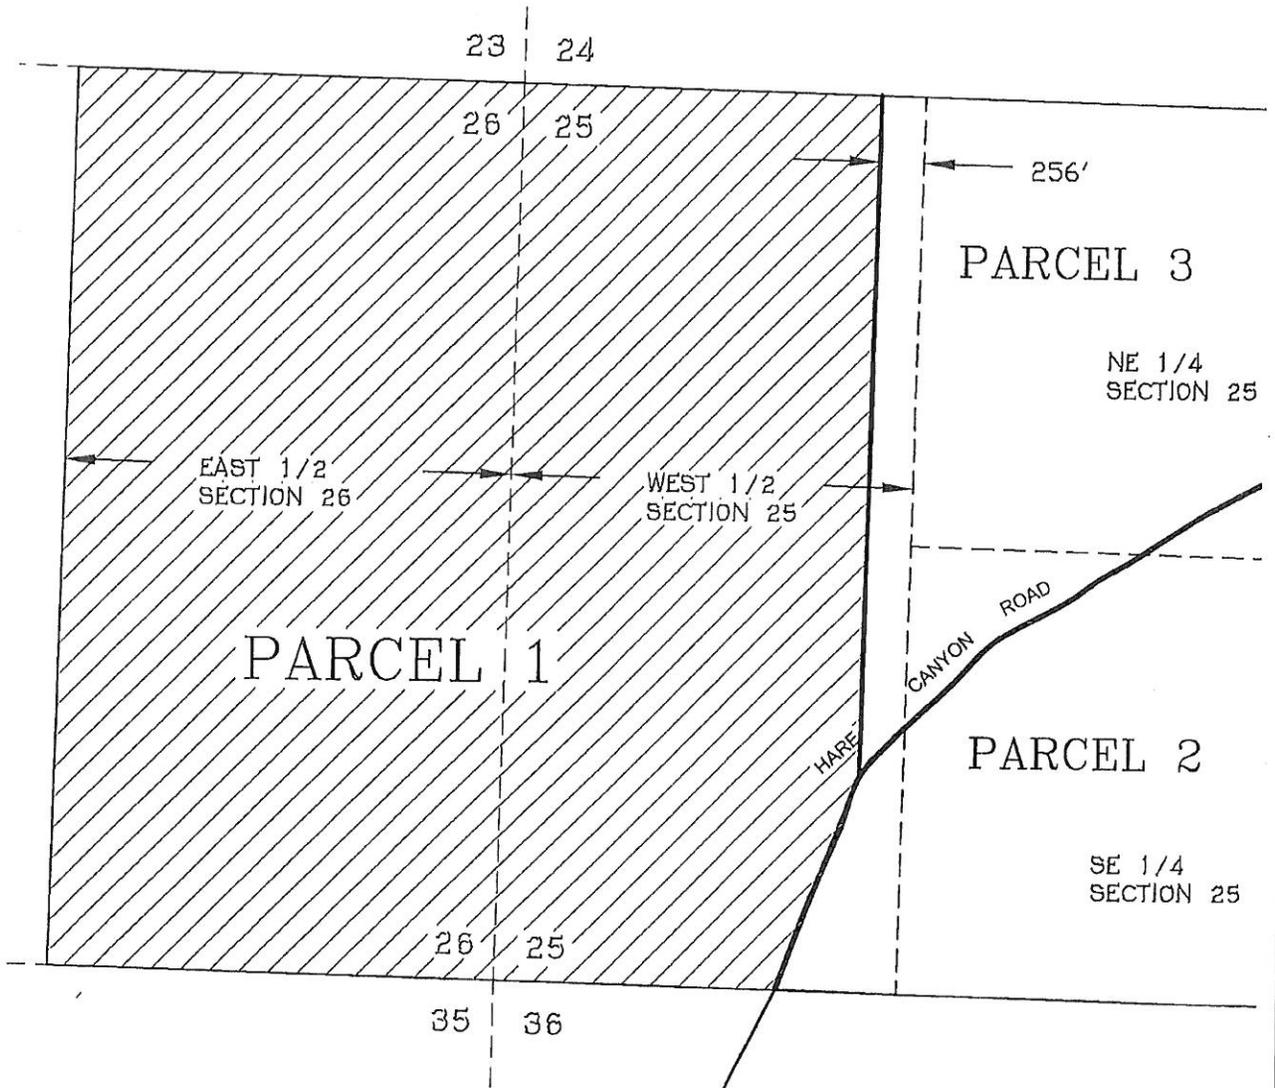 23 24
26 25
256'
PARCEL 3
NE 1/4
SECTION 25
EAST 1/2
SECTION 26
WEST 1/2
SECTION 25
HARE CANYON ROAD
PARCEL 1
PARCEL 2
SE 1/4
SECTION 25
26 25
35 36